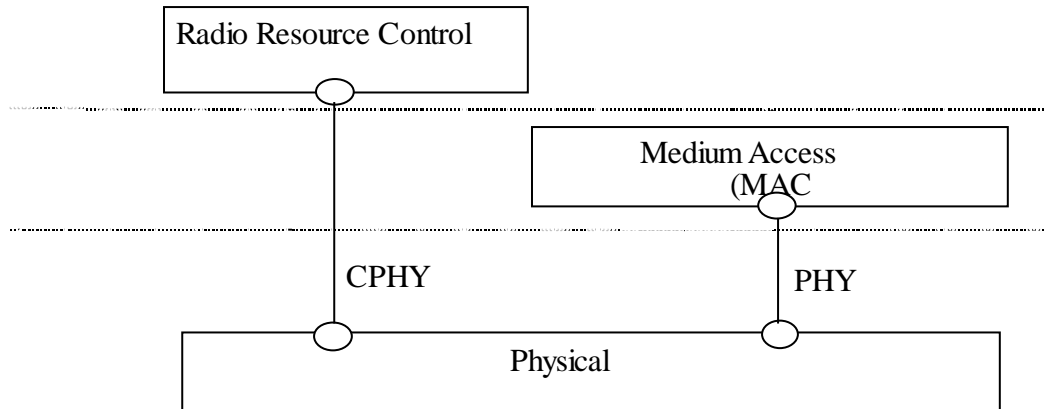 Radio Resource Control
Medium Access
(MAC
CPHY
PHY
Physical